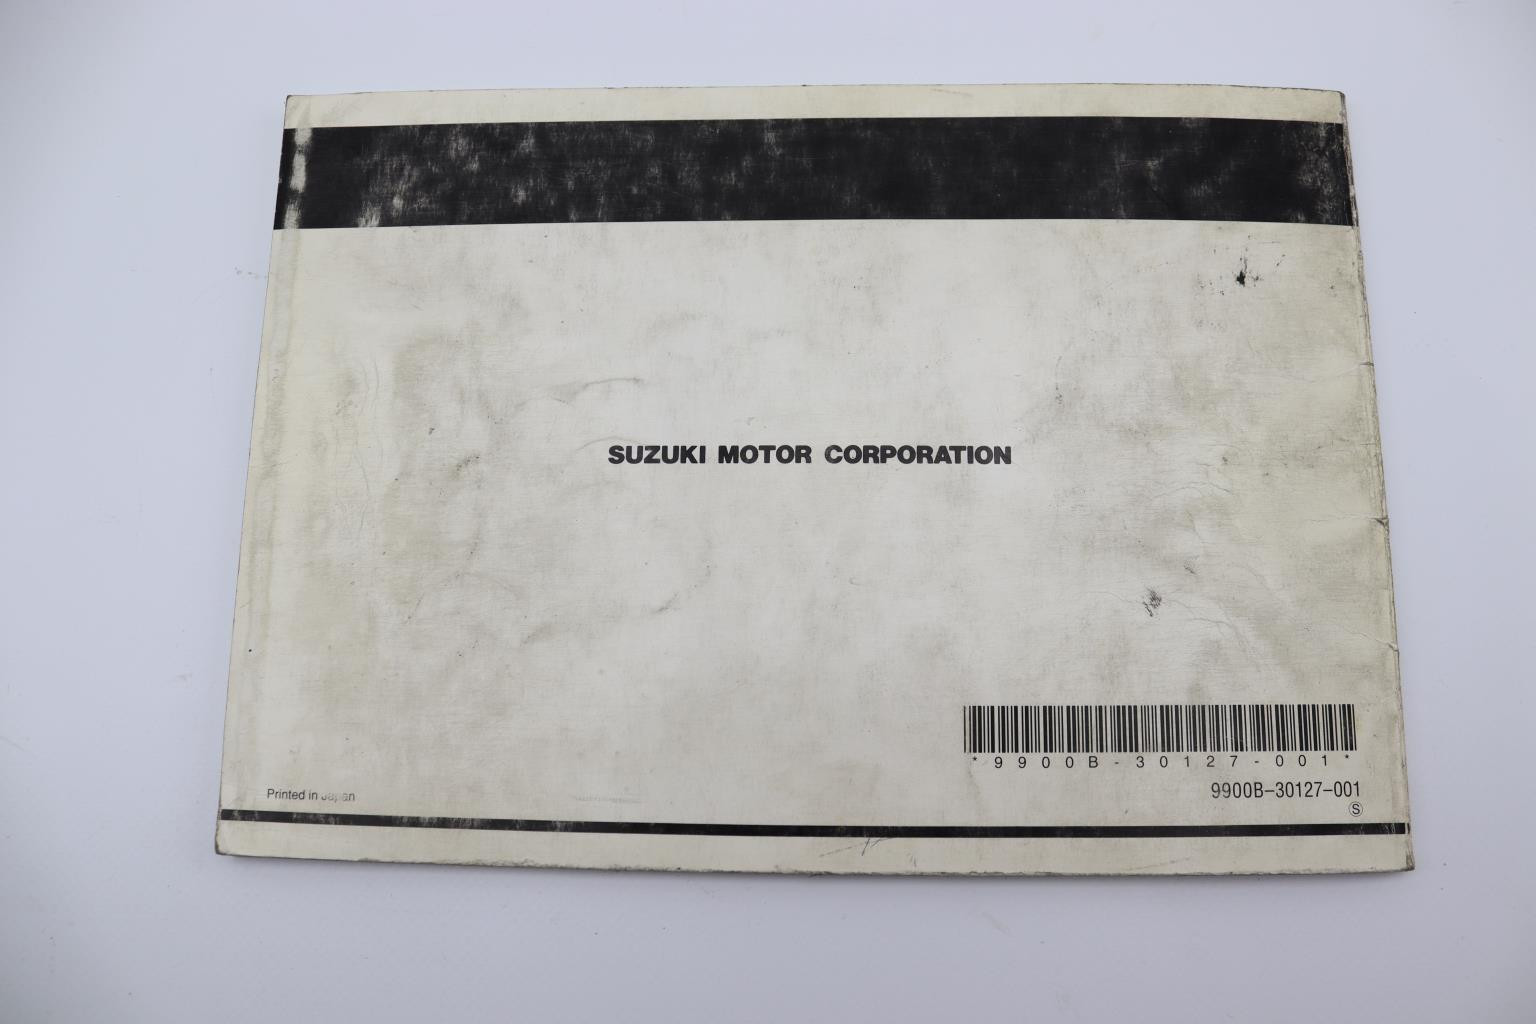 SUZUKI MOTOR CORPORATION
*9900B-30127-001*
9900B-30127-001
Ⓢ
Printed in Japan